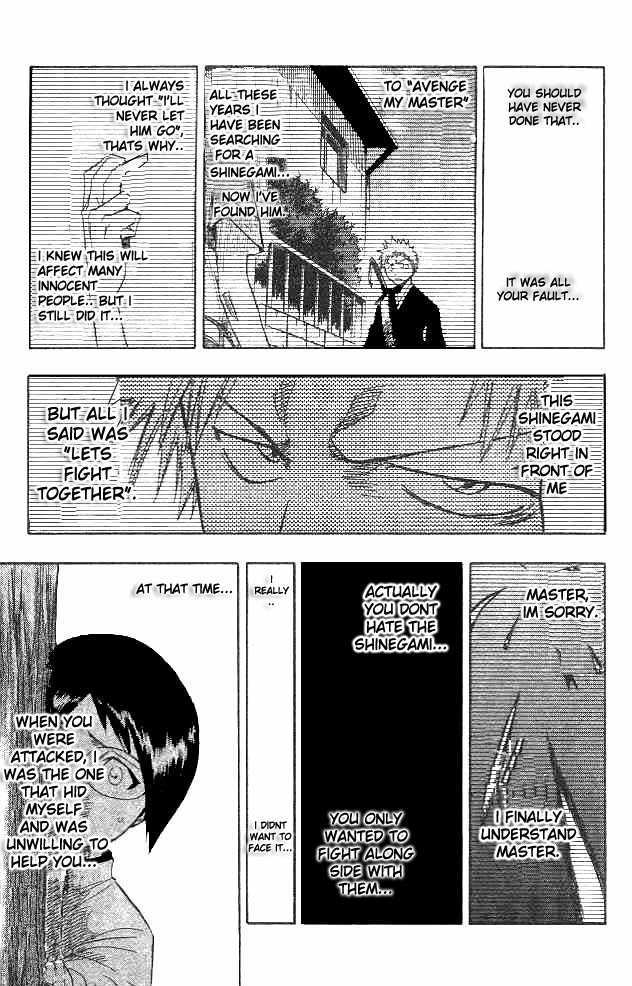 YOU SHOULD
HAVE NEVER
DONE THAT..
IT WAS ALL
YOUR FAULT...
TO "AVENGE
MY MASTER"
ALL THESE
YEARS I
HAVE BEEN
SEARCHING
FOR A
SHINEGAMI...
NOW I'VE
FOUND HIM.
I ALWAYS
THOUGHT "I'LL
NEVER LET
HIM GO",
THATS WHY..
I KNEW THIS WILL
AFFECT MANY
INNOCENT
PEOPLE.. BUT I
STILL DID IT...
THIS
SHINEGAMI
STOOD
RIGHT IN
FRONT OF
ME
BUT ALL I
SAID WAS
"LETS
FIGHT
TOGETHER".
MASTER,
IM SORRY.
I FINALLY
UNDERSTAND
MASTER.
ACTUALLY
YOU DONT
HATE THE
SHINEGAMI...
YOU ONLY
WANTED TO
FIGHT ALONG
SIDE WITH
THEM...
I
REALLY
..
I DIDNT
WANT TO
FACE IT...
AT THAT TIME...
WHEN YOU
WERE
ATTACKED, I
WAS THE ONE
THAT HID
MYSELF
AND WAS
UNWILLING TO
HELP YOU...